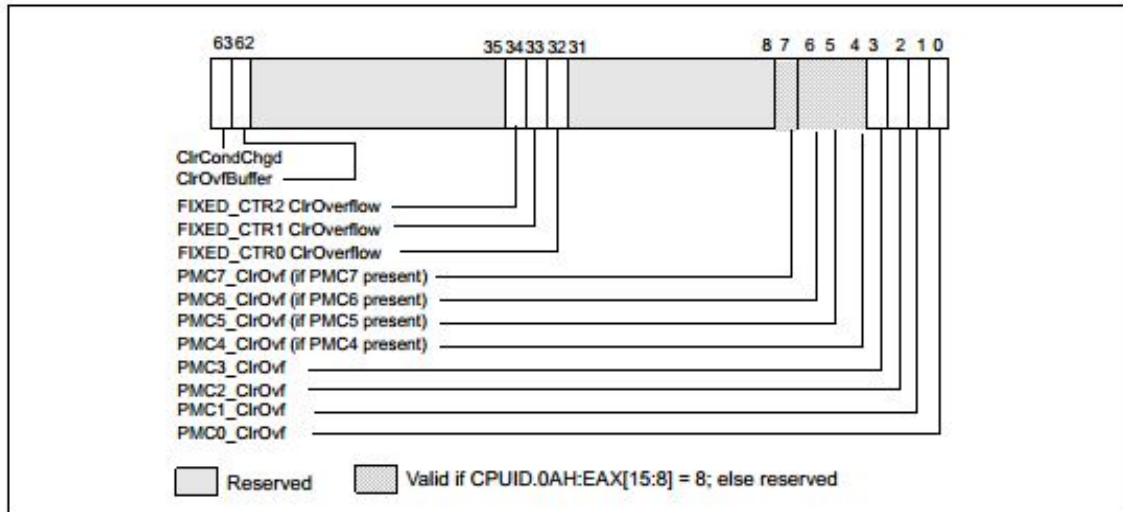 63 62 35 34 33 32 31 8 7 6 5 4 3 2 1 0
ClrCondChgd
ClrOvfBuffer
FIXED_CTR2 ClrOverflow
FIXED_CTR1 ClrOverflow
FIXED_CTR0 ClrOverflow
PMC7_ClrOvf (if PMC7 present)
PMC6_ClrOvf (if PMC6 present)
PMC5_ClrOvf (if PMC5 present)
PMC4_ClrOvf (if PMC4 present)
PMC3_ClrOvf
PMC2_ClrOvf
PMC1_ClrOvf
PMC0_ClrOvf
Reserved
Valid if CPUID.0AH:EAX[15:8] = 8; else reserved